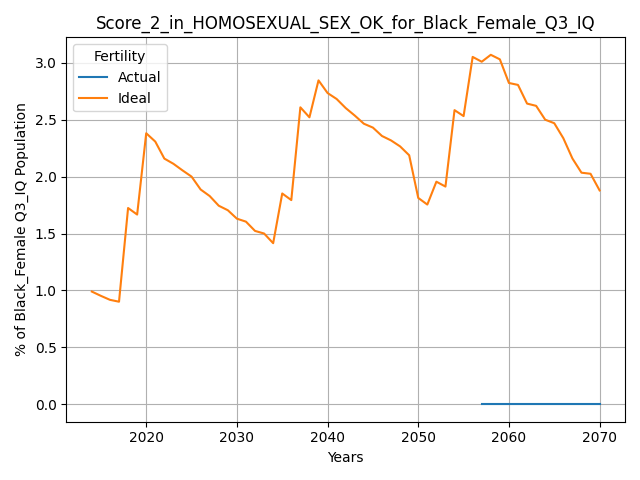 Score_2_in_HOMOSEXUAL_SEX_OK_for_Black_Female_Q3_IQ
Fertility
Actual
Ideal
% of Black_Female Q3_IQ Population
3.0
2.5
2.0
1.5
1.0
0.5
0.0
2020 2030 2040 2050 2060 2070
Years